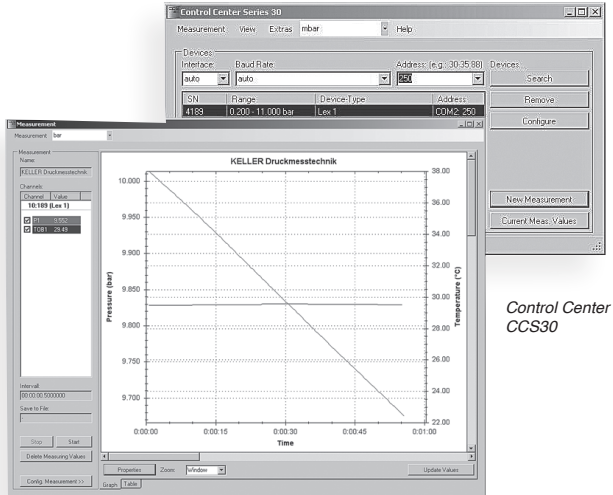 Control Center Series 30
Measurement View Extras mbar Help
Devices
Interface: Baud Rate: Address: (e.g.: 30-35:88) Devices...
auto auto 250 Search
SN Range Device-Type Address
4189 0.200 - 11.000 bar Lex 1 COM2: 250
Remove
Configure
New Measurement
Current Meas. Values
Measurement
Measurement bar
Measurement
Name:
KELLER Druckmesstechnik
Channels:
Channel Value
10:189 (Lex 1)
P1
TOB1 29.49
Intervall:
00:00:00.5000000
Save to File:
Stop Start
Delete Measuring Values
Config. Measurement >>
KELLER Druckmesstechnik
Pressure (bar)
10.000
9.950
9.900
9.850
9.800
9.750
9.700
38.00
36.00
34.00
32.00
30.00
28.00
26.00
24.00
22.00
Temperature (°C)
0:00:00 0:00:15 0:00:30 0:00:45 0:01:00
Time
Properties Zoom: Window Update Values
Graph Table
Control Center
CCS30